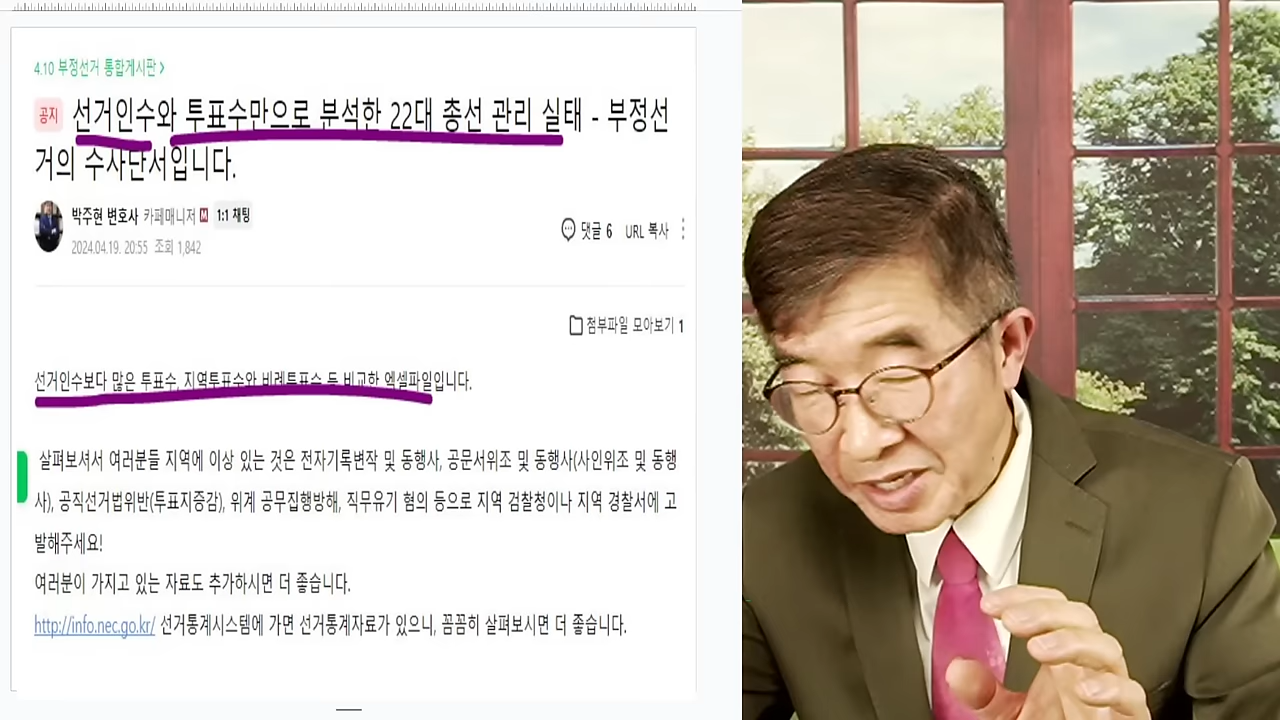 4.10 부정선거 통합게시판 >
공지 선거인수와 투표수만으로 분석한 22대 총선 관리 실태 - 부정선
거의 수사단서입니다.
박주현 변호사 카페매니저 M 1:1 채팅
2024.04.19. 20:55 조회 1,842
댓글 6 URL 복사
첨부파일 모아보기 1
선거인수보다 많은 투표수, 지역투표수와 비례투표수 등 비교한 엑셀파일입니다.
살펴보셔서 여러분들 지역에 이상 있는 것은 전자기록변작 및 동행사, 공문서위조 및 동행사(사인위조 및 동행
사), 공직선거법위반(투표지증감), 위계 공무집행방해, 직무유기 혐의 등으로 지역 검찰청이나 지역 경찰서에 고
발해주세요!
여러분이 가지고 있는 자료도 추가하시면 더 좋습니다.
http://info.nec.go.kr/ 선거통계시스템에 가면 선거통계자료가 있으니, 꼼꼼히 살펴보시면 더 좋습니다.